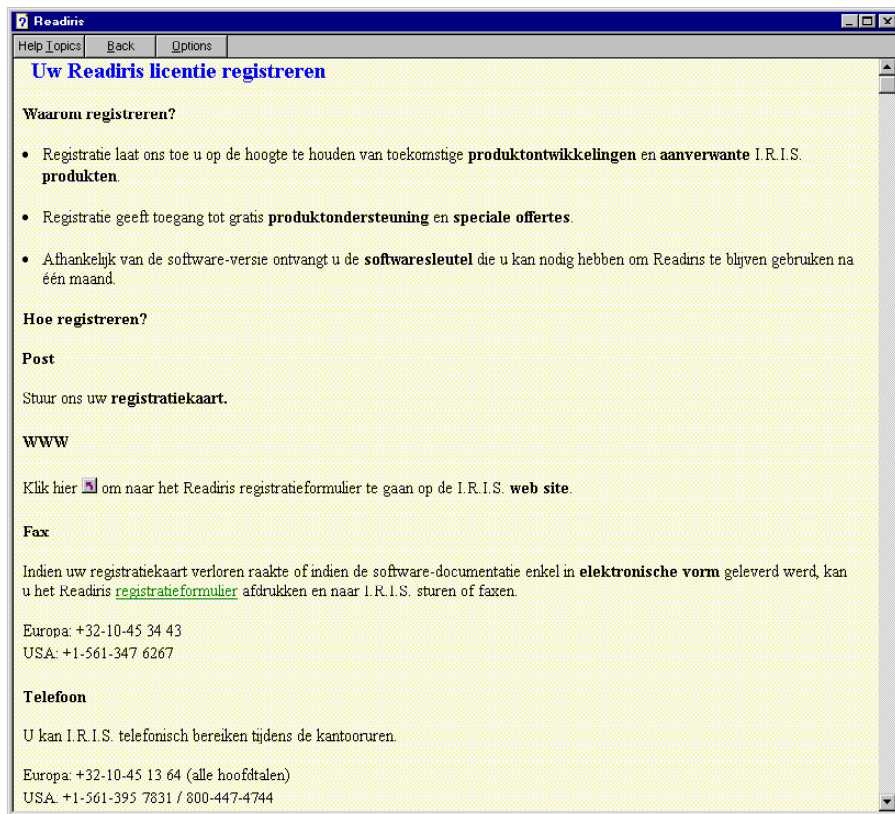 Readiris
Help Topics Back Options
Uw Readiris licentie registreren
Waarom registreren?
• Registratie laat ons toe u op de hoogte te houden van toekomstige produktontwikkelingen en aanverwante I.R.I.S.
produkten.
• Registratie geeft toegang tot gratis produktondersteuning en speciale offertes.
• Afhankelijk van de software-versie ontvangt u de softwaresleutel die u kan nodig hebben om Readiris te blijven gebruiken na
één maand.
Hoe registreren?
Post
Stuur ons uw registratiekaart.
WWW
Klik hier om naar het Readiris registratieformulier te gaan op de I.R.I.S. web site.
Fax
Indien uw registratiekaart verloren raakte of indien de software-documentatie enkel in elektronische vorm geleverd werd, kan
u het Readiris registratieformulier afdrukken en naar I.R.I.S. sturen of faxen.
Europa: +32-10-45 34 43
USA: +1-561-347 6267
Telefoon
U kan I.R.I.S. telefonisch bereiken tijdens de kantooruren.
Europa: +32-10-45 13 64 (alle hoofdtalen)
USA: +1-561-395 7831 / 800-447-4744